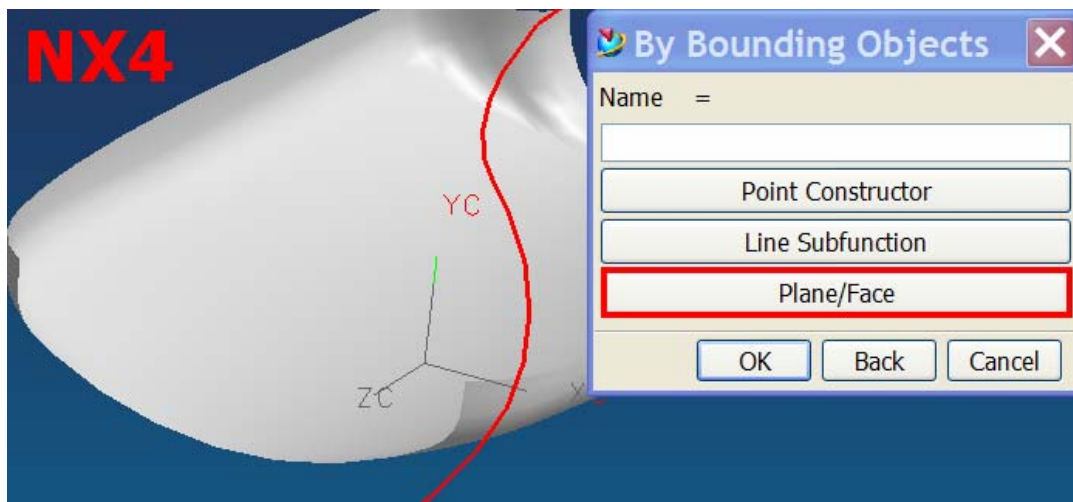 NX4
By Bounding Objects
Name =
Point Constructor
Line Subfunction
Plane/Face
OK Back Cancel
YC
ZC
X